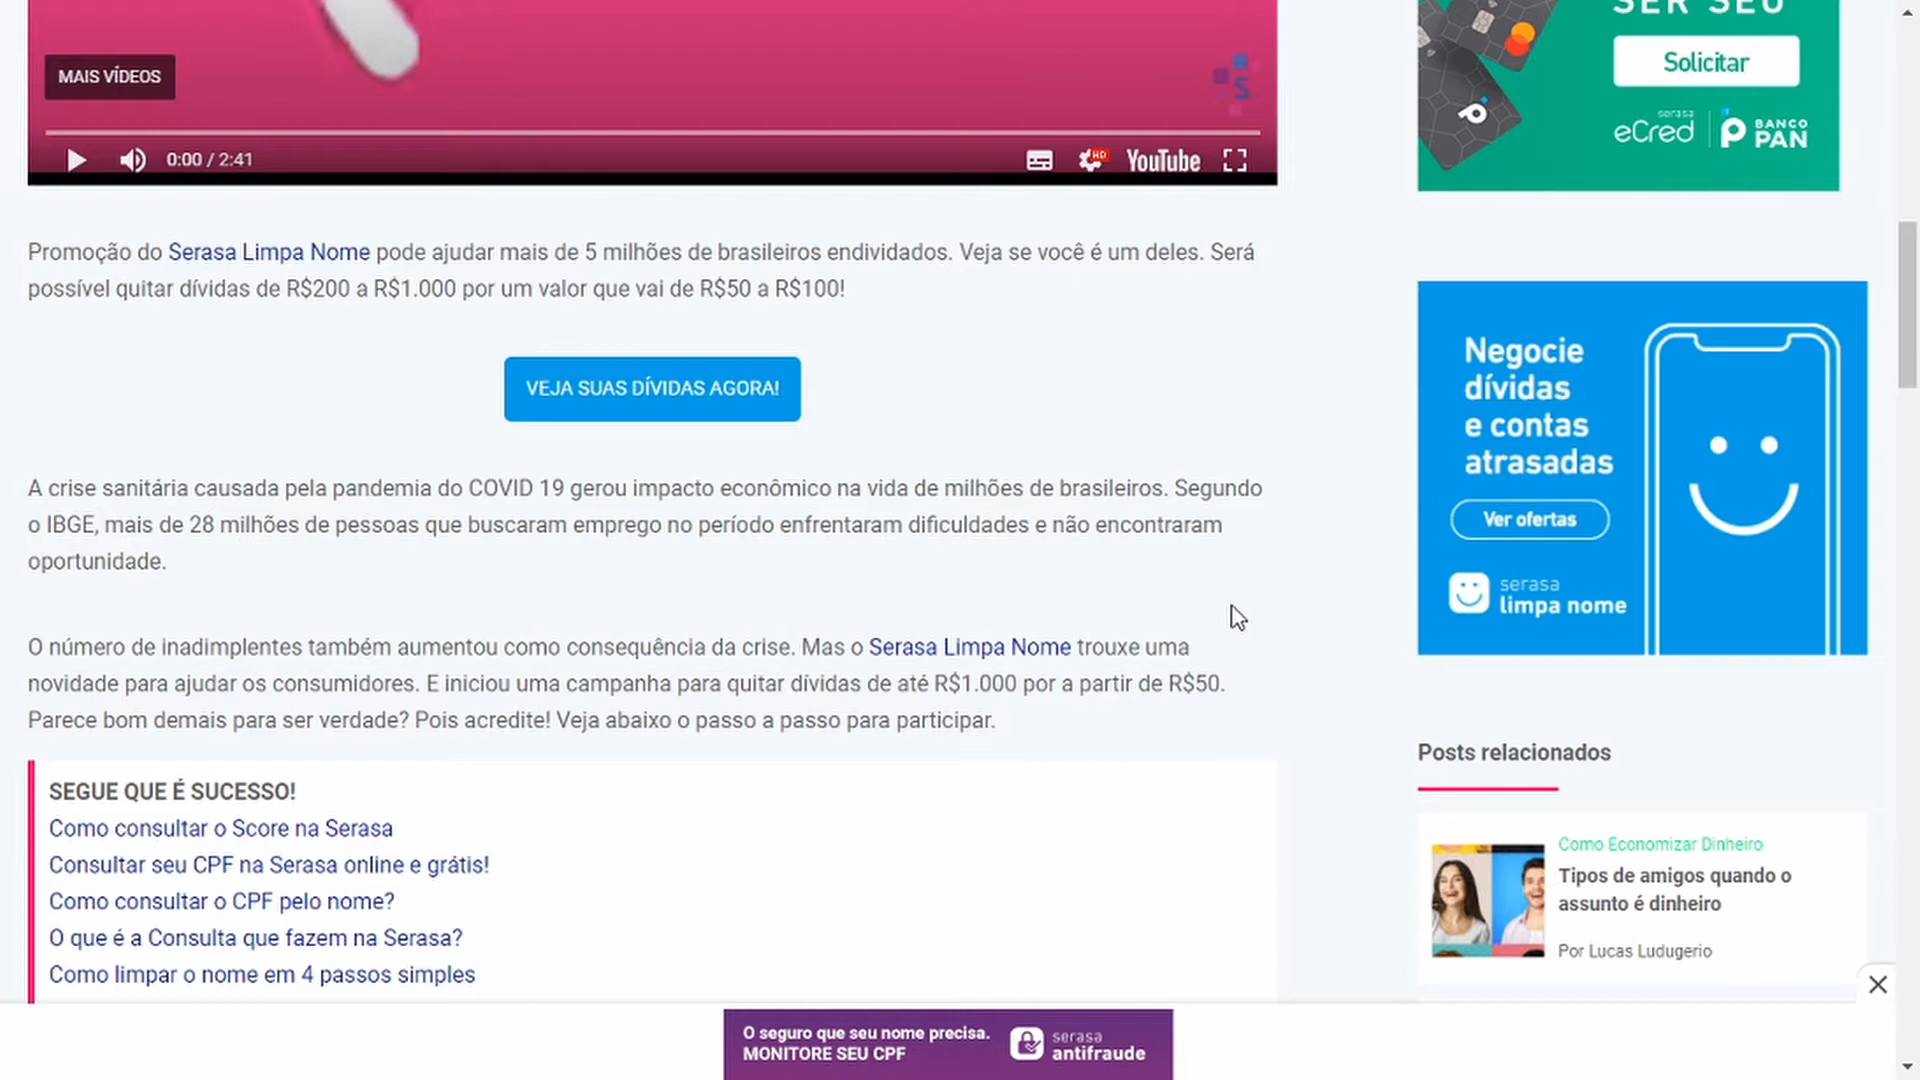 MAIS VÍDEOS
S
0:00 / 2:41
HD
YouTube
SER SEU
Solicitar
serasa
eCred
BANCO
PAN
Promoção do Serasa Limpa Nome pode ajudar mais de 5 milhões de brasileiros endividados. Veja se você é um deles. Será
possível quitar dívidas de R$200 a R$1.000 por um valor que vai de R$50 a R$100!
VEJA SUAS DÍVIDAS AGORA!
A crise sanitária causada pela pandemia do COVID 19 gerou impacto econômico na vida de milhões de brasileiros. Segundo
o IBGE, mais de 28 milhões de pessoas que buscaram emprego no período enfrentaram dificuldades e não encontraram
oportunidade.
O número de inadimplentes também aumentou como consequência da crise. Mas o Serasa Limpa Nome trouxe uma
novidade para ajudar os consumidores. E iniciou uma campanha para quitar dívidas de até R$1.000 por a partir de R$50.
Parece bom demais para ser verdade? Pois acredite! Veja abaixo o passo a passo para participar.
SEGUE QUE É SUCESSO!
Como consultar o Score na Serasa
Consultar seu CPF na Serasa online e grátis!
Como consultar o CPF pelo nome?
O que é a Consulta que fazem na Serasa?
Como limpar o nome em 4 passos simples
Negocie
dívidas
e contas
atrasadas
Ver ofertas
serasa
limpa nome
Posts relacionados
Como Economizar Dinheiro
Tipos de amigos quando o
assunto é dinheiro
Por Lucas Ludugerio
O seguro que seu nome precisa.
MONITORE SEU CPF
serasa
antifraude